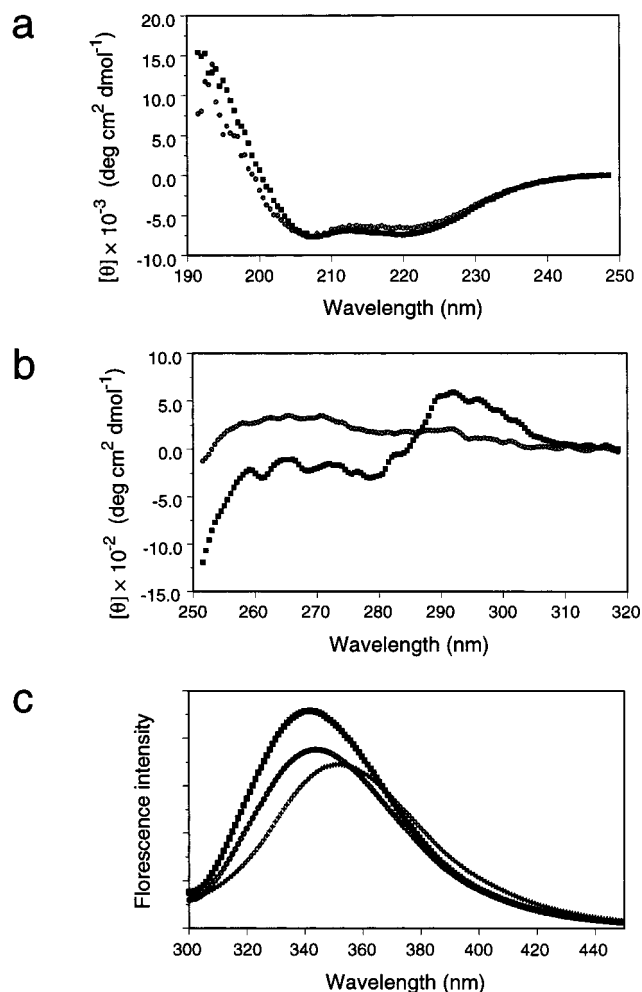 a
[θ] × 10⁻³ (deg cm² dmol⁻¹)
20.0
15.0
10.0
5.0
0.0
-5.0
-10.0
190 200 210 220 230 240 250
Wavelength (nm)
b
[θ] × 10⁻² (deg cm² dmol⁻¹)
10.0
5.0
0.0
-5.0
-10.0
-15.0
250 260 270 280 290 300 310 320
Wavelength (nm)
c
Florescence intensity
300 320 340 360 380 400 420 440
Wavelength (nm)